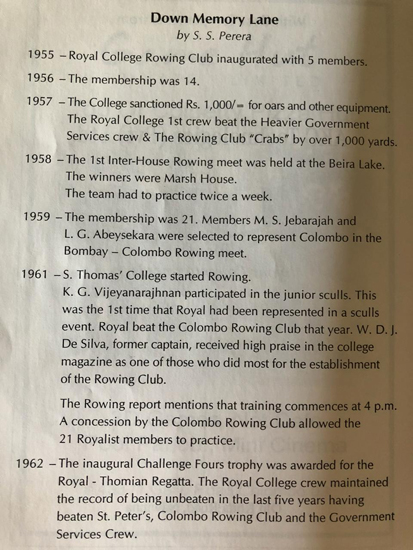 Down Memory Lane
by S. S. Perera
1955 – Royal College Rowing Club inaugurated with 5 members.
1956 – The membership was 14.
1957 – The College sanctioned Rs. 1,000/= for oars and other equipment.
The Royal College 1st crew beat the Heavier Government
Services crew & The Rowing Club "Crabs" by over 1,000 yards.
1958 – The 1st Inter-House Rowing meet was held at the Beira Lake.
The winners were Marsh House.
The team had to practice twice a week.
1959 – The membership was 21. Members M. S. Jebarajah and
L. G. Abeysekara were selected to represent Colombo in the
Bombay – Colombo Rowing meet.
1961 – S. Thomas' College started Rowing.
K. G. Vijeyanarajhnan participated in the junior sculls. This
was the 1st time that Royal had been represented in a sculls
event. Royal beat the Colombo Rowing Club that year. W. D. J.
De Silva, former captain, received high praise in the college
magazine as one of those who did most for the establishment
of the Rowing Club.
The Rowing report mentions that training commences at 4 p.m.
A concession by the Colombo Rowing Club allowed the
21 Royalist members to practice.
1962 – The inaugural Challenge Fours trophy was awarded for the
Royal - Thomian Regatta. The Royal College crew maintained
the record of being unbeaten in the last five years having
beaten St. Peter's, Colombo Rowing Club and the Government
Services Crew.